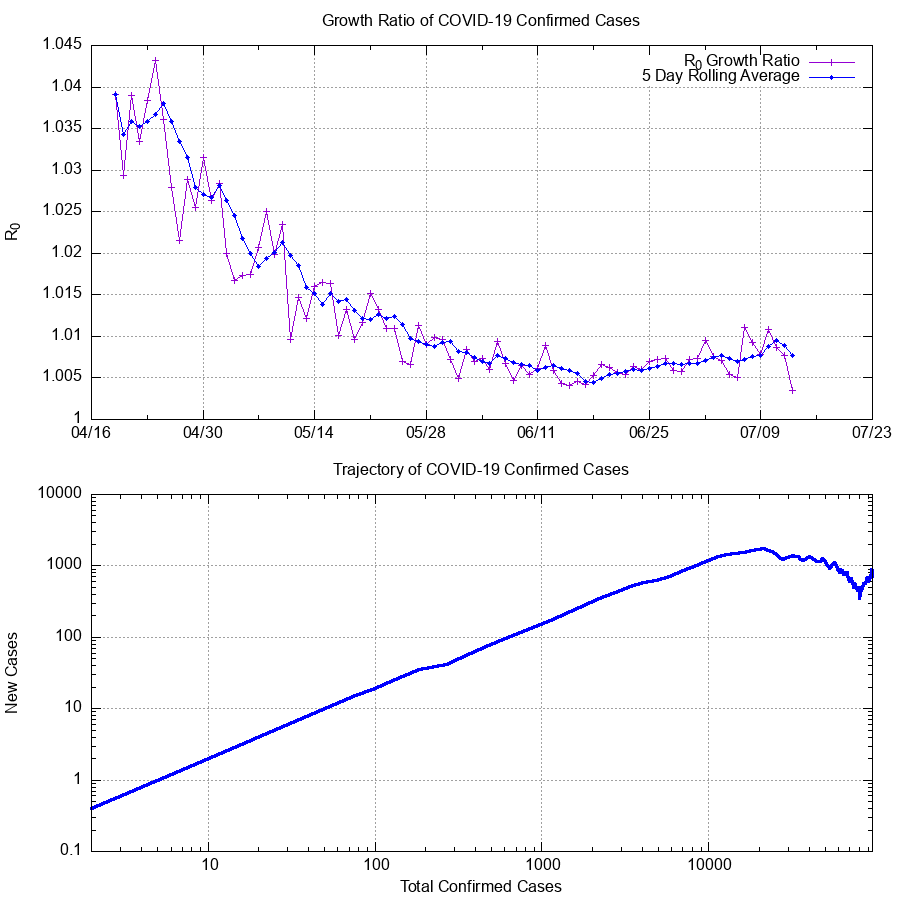 Growth Ratio of COVID-19 Confirmed Cases
R0 Growth Ratio
5 Day Rolling Average
1.045
1.04
1.035
1.03
1.025
1.02
1.015
1.01
1.005
1
R0
04/16 04/30 05/14 05/28 06/11 06/25 07/09 07/23
Trajectory of COVID-19 Confirmed Cases
10000
1000
100
10
1
0.1
New Cases
10 100 1000 10000
Total Confirmed Cases